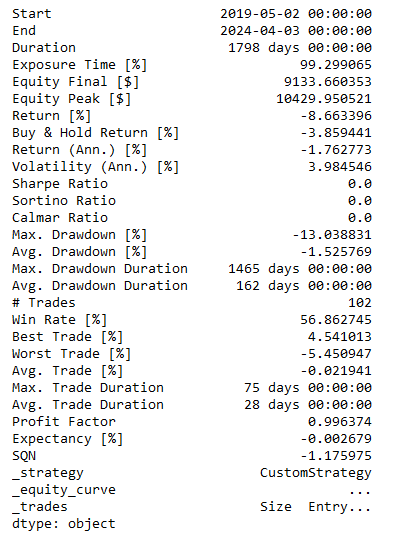 Start 2019-05-02 00:00:00
End 2024-04-03 00:00:00
Duration 1798 days 00:00:00
Exposure Time [%] 99.299065
Equity Final [$] 9133.660353
Equity Peak [$] 10429.950521
Return [%] -8.663396
Buy & Hold Return [%] -3.859441
Return (Ann.) [%] -1.762773
Volatility (Ann.) [%] 3.984546
Sharpe Ratio 0.0
Sortino Ratio 0.0
Calmar Ratio 0.0
Max. Drawdown [%] -13.038831
Avg. Drawdown [%] -1.525769
Max. Drawdown Duration 1465 days 00:00:00
Avg. Drawdown Duration 162 days 00:00:00
# Trades 102
Win Rate [%] 56.862745
Best Trade [%] 4.541013
Worst Trade [%] -5.450947
Avg. Trade [%] -0.021941
Max. Trade Duration 75 days 00:00:00
Avg. Trade Duration 28 days 00:00:00
Profit Factor 0.996374
Expectancy [%] -0.002679
SQN -1.175975
_strategy CustomStrategy
_equity_curve ...
_trades Size Entry...
dtype: object